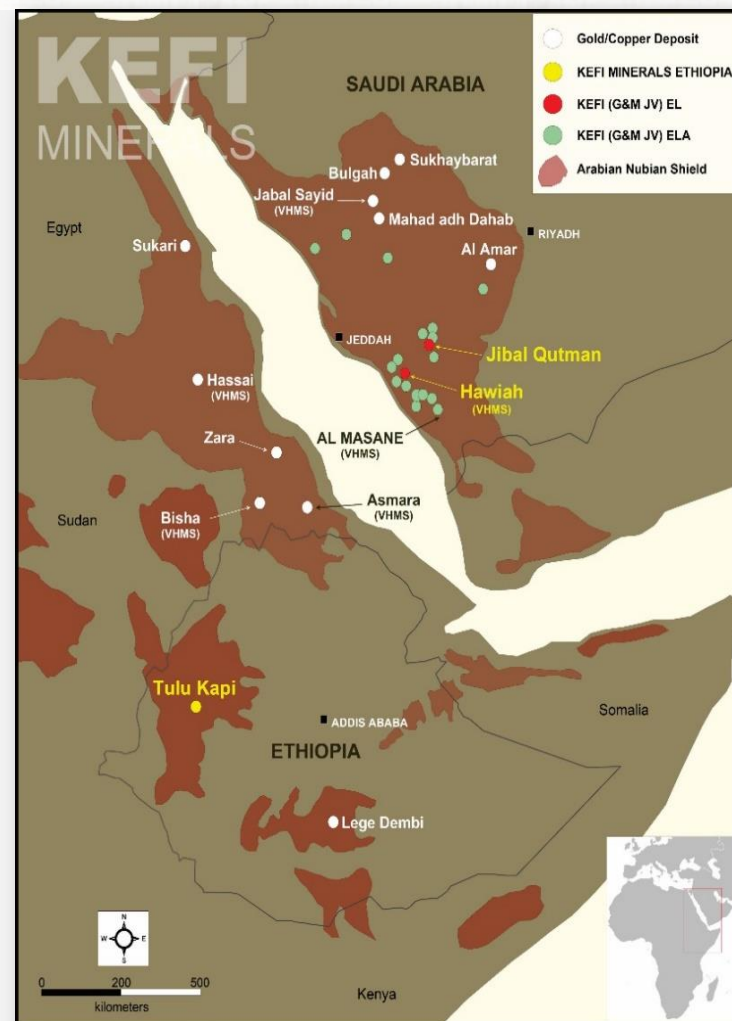 KEFI
MINERALS
SAUDI ARABIA
Gold/Copper Deposit
KEFI MINERALS ETHIOPIA
KEFI (G&M JV) EL
KEFI (G&M JV) ELA
Arabian Nubian Shield
Sukhaybarat
Bulgah
Jabal Sayid
(VHMS)
Mahad adh Dahab
Egypt
Sukari
RIYADH
Al Amar
JEDDAH
Jibal Qutman
Hassai
(VHMS)
Hawiah
(VHMS)
AL MASANE
(VHMS)
Zara
Sudan
Bisha
(VHMS)
Asmara
(VHMS)
Tulu Kapi
ADDIS ABABA
Somalia
ETHIOPIA
Lege Dembi
N
W E
S
0 200 500
kilometers
Kenya